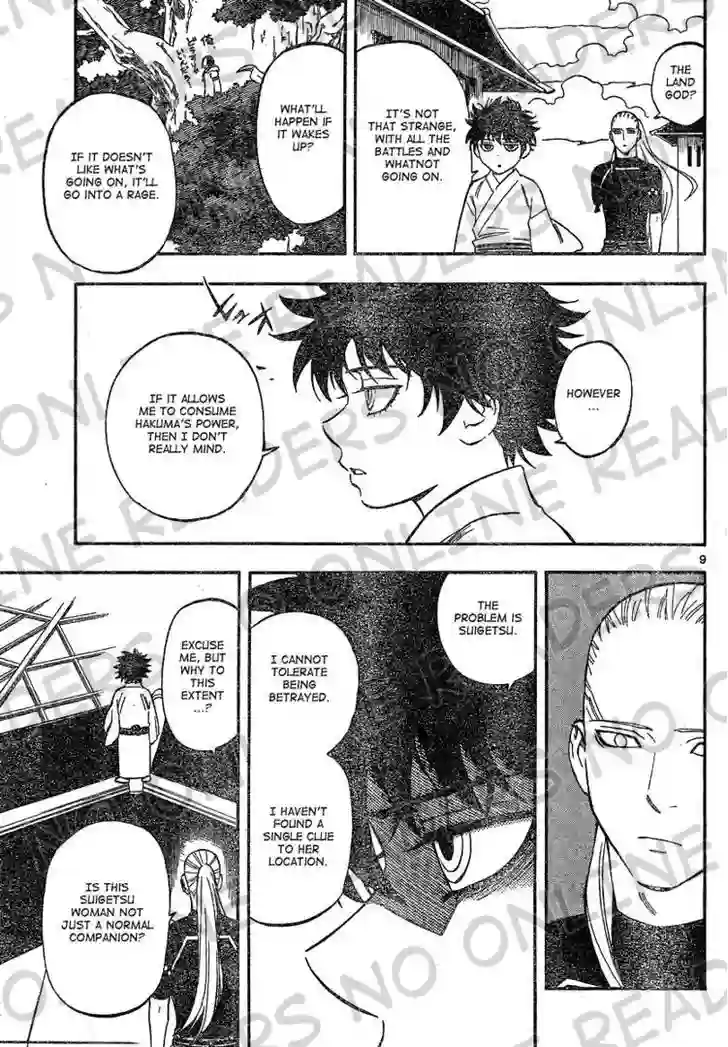 THE
LAND
GOD?
IT'S NOT
THAT STRANGE,
WITH ALL THE
BATTLES AND
WHATNOT
GOING ON.
WHAT'LL
HAPPEN IF
IT WAKES
UP?
IF IT DOESN'T
LIKE WHAT'S
GOING ON, IT'LL
GO INTO A RAGE.
HOWEVER
...
IF IT ALLOWS
ME TO CONSUME
HAKUMA'S POWER,
THEN I DON'T
REALLY MIND.
9
THE
PROBLEM IS
SUIGETSU.
I CANNOT
TOLERATE
BEING
BETRAYED.
I HAVEN'T
FOUND A
SINGLE CLUE
TO HER
LOCATION.
EXCUSE
ME, BUT
WHY TO
THIS
EXTENT
...?
IS THIS
SUIGETSU
WOMAN NOT
JUST A NORMAL
COMPANION?
NO ONLINE READERS